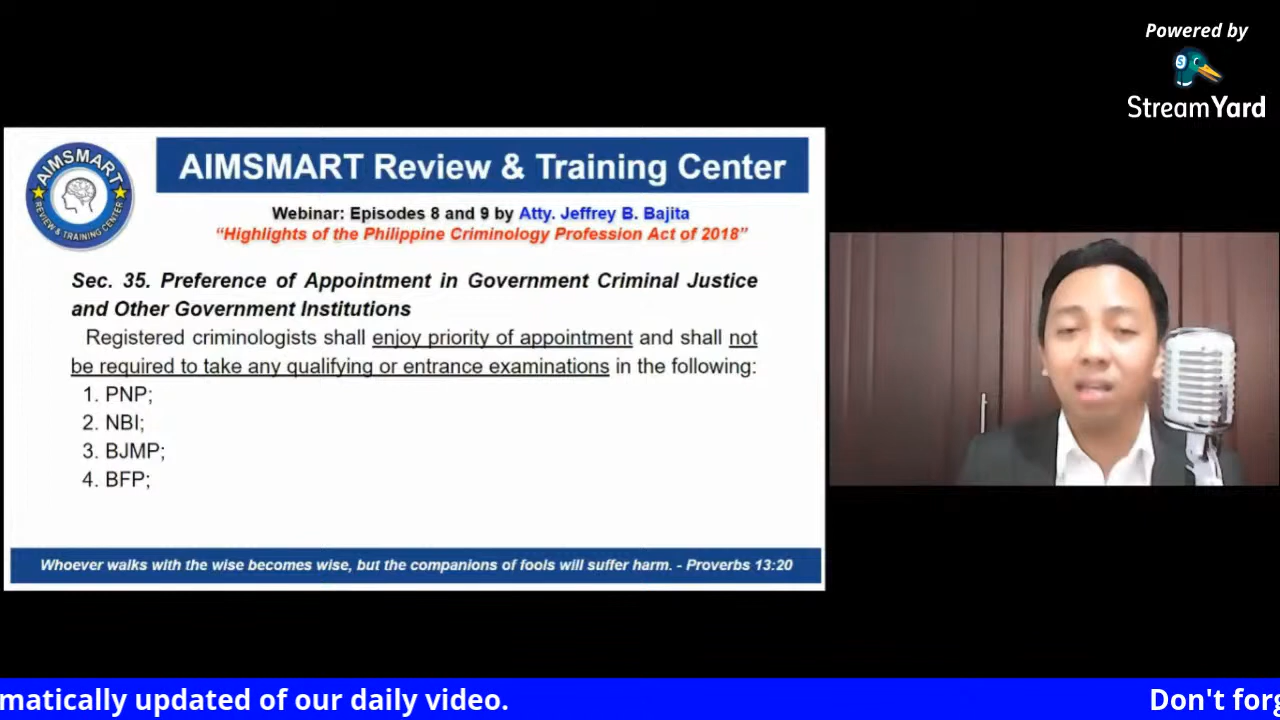 Powered by
StreamYard
AIMSMART
REVIEW & TRAINING CENTER
AIMSMART Review & Training Center
Webinar: Episodes 8 and 9 by Atty. Jeffrey B. Bajita
“Highlights of the Philippine Criminology Profession Act of 2018”
Sec. 35. Preference of Appointment in Government Criminal Justice
and Other Government Institutions
Registered criminologists shall enjoy priority of appointment and shall not
be required to take any qualifying or entrance examinations in the following:
1. PNP;
2. NBI;
3. BJMP;
4. BFP;
Whoever walks with the wise becomes wise, but the companions of fools will suffer harm. - Proverbs 13:20
matically updated of our daily video. Don't forg